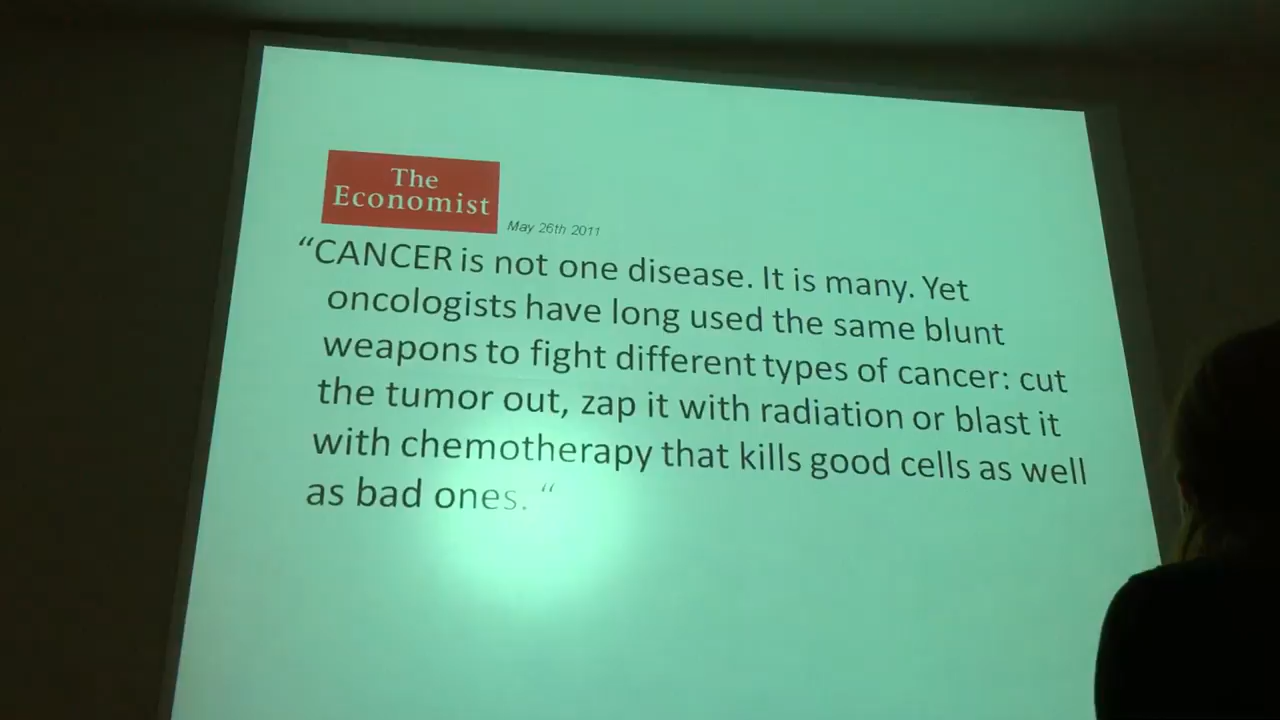 The
Economist
May 26th 2011
“CANCER is not one disease. It is many. Yet
oncologists have long used the same blunt
weapons to fight different types of cancer: cut
the tumor out, zap it with radiation or blast it
with chemotherapy that kills good cells as well
as bad ones. “